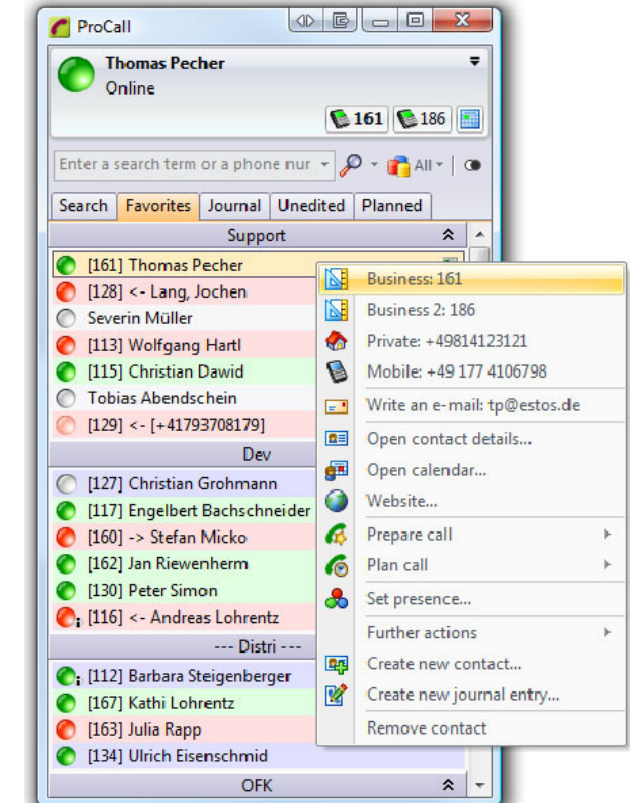 ProCall
Thomas Pecher
Online
161 186
Enter a search term or a phone nur All
Search Favorites Journal Unedited Planned
Support
[161] Thomas Pecher
[128] <- Lang, Jochen
Severin Müller
[113] Wolfgang Hartl
[115] Christian Dawid
Tobias Abendschein
[129] <- [+41793708179]
Dev
[127] Christian Grohmann
[117] Engelbert Bachschneider
[160] -> Stefan Micko
[162] Jan Riewenherm
[130] Peter Simon
[116] <- Andreas Lohrentz
--- Distri ---
[112] Barbara Steigenberger
[167] Kathi Lohrentz
[163] Julia Rapp
[134] Ulrich Eisenschmid
OFK
Business: 161
Business 2: 186
Private: +49814123121
Mobile: +49 177 4106798
Write an e-mail: tp@estos.de
Open contact details...
Open calendar...
Website...
Prepare call
Plan call
Set presence...
Further actions
Create new contact...
Create new journal entry...
Remove contact